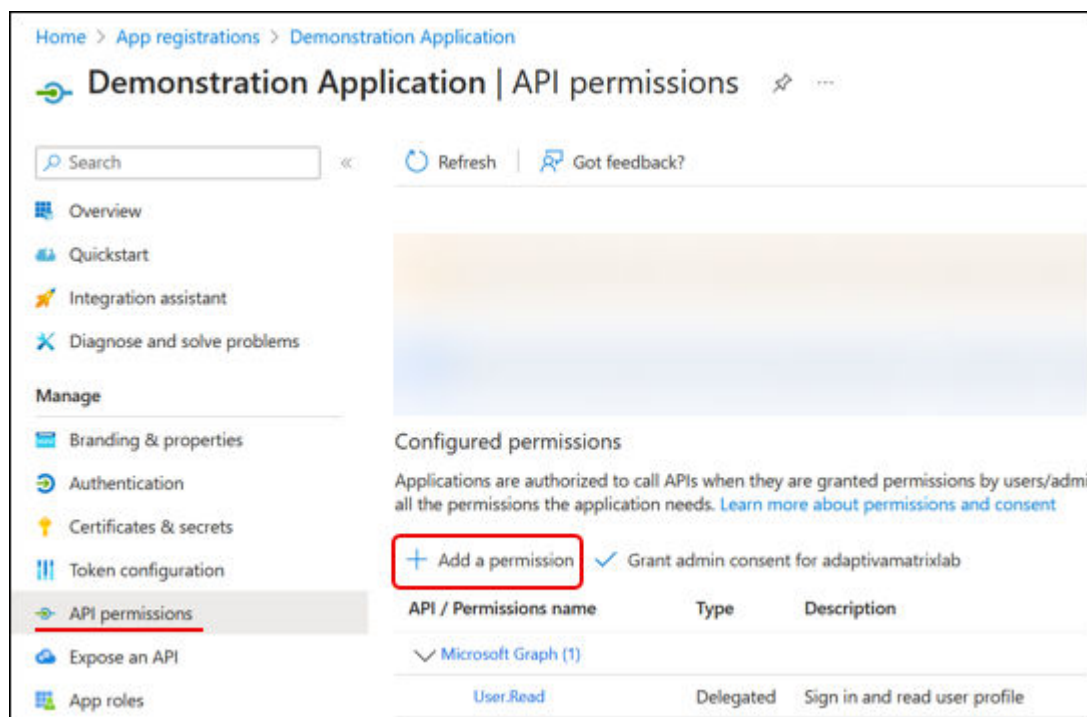 Home > App registrations > Demonstration Application
Demonstration Application | API permissions
Search
Refresh
Got feedback?
Overview
Quickstart
Integration assistant
Diagnose and solve problems
Manage
Branding & properties
Authentication
Certificates & secrets
Token configuration
API permissions
Expose an API
App roles
Configured permissions
Applications are authorized to call APIs when they are granted permissions by users/admi
all the permissions the application needs. Learn more about permissions and consent
Add a permission
Grant admin consent for adaptivamatrixlab
API / Permissions name Type Description
Microsoft Graph (1)
User.Read Delegated Sign in and read user profile